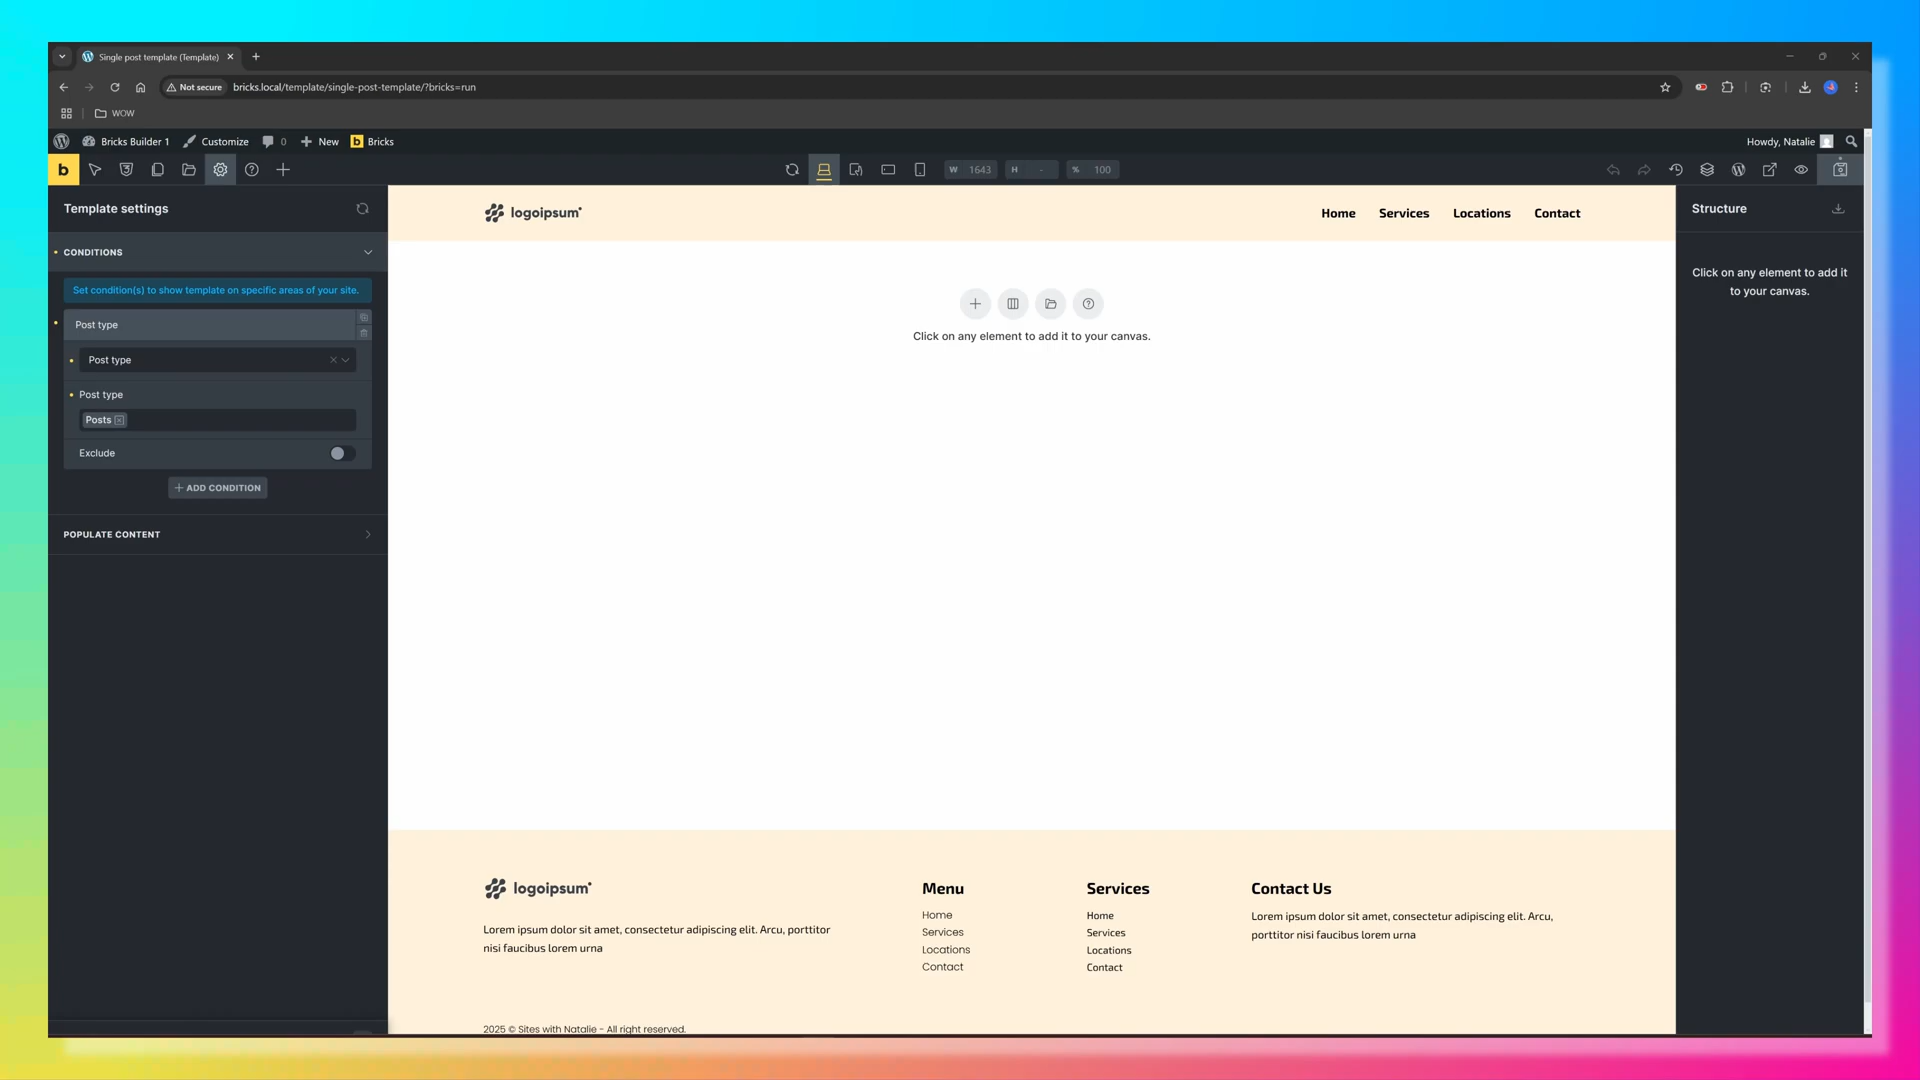 Single post template (Template)
Not secure
bricks.local/template/single-post-template/?bricks=run
WOW
Bricks Builder 1
Customize
0
New
b
Bricks
Howdy, Natalie
b
W 1643
H -
% 100
Template settings
CONDITIONS
Set condition(s) to show template on specific areas of your site.
Post type
Post type
Post type
Posts
Exclude
+ ADD CONDITION
POPULATE CONTENT
logoipsum
Home
Services
Locations
Contact
Click on any element to add it to your canvas.
Structure
Click on any element to add it
to your canvas.
logoipsum
Lorem ipsum dolor sit amet, consectetur adipiscing elit. Arcu, porttitor
nisi faucibus lorem urna
Menu
Home
Services
Locations
Contact
Services
Home
Services
Locations
Contact
Contact Us
Lorem ipsum dolor sit amet, consectetur adipiscing elit. Arcu,
porttitor nisi faucibus lorem urna
2025 © Sites with Natalie - All right reserved.